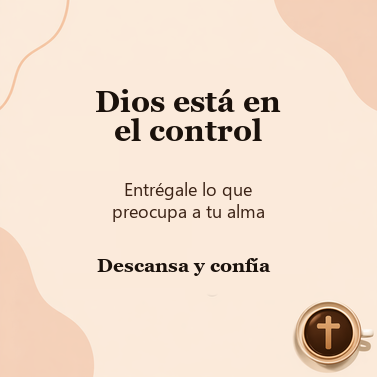 Dios está en
el control
Entrégale lo que
preocupa a tu alma
Descansa y confía